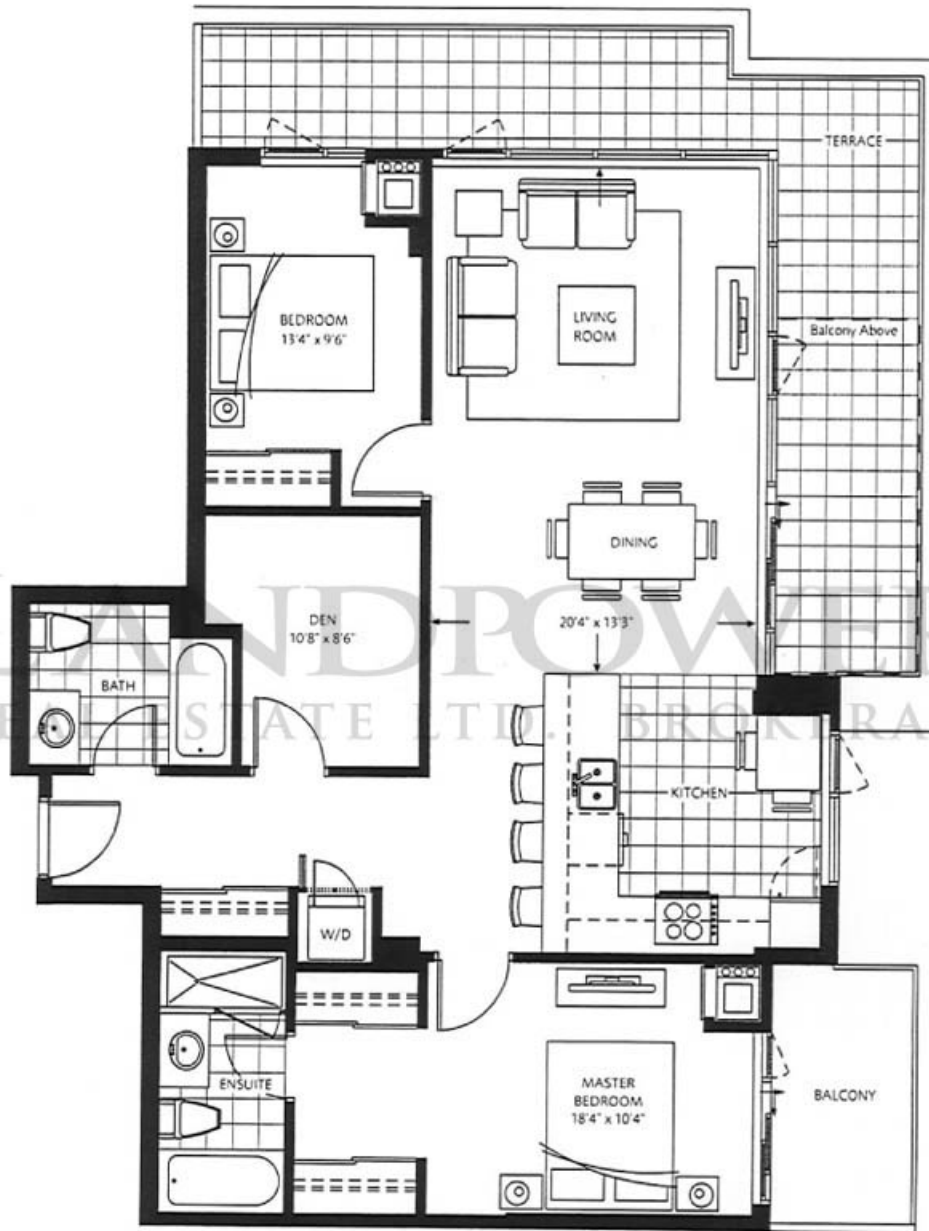 TERRACE
BEDROOM
13'4" x 9'6"
LIVING
ROOM
Balcony Above
DINING
DEN
10'8" x 8'6"
20'4" x 13'3"
LANDPOWER
REAL ESTATE LTD. BROKERA
BATH
KITCHEN
W/D
ENSUITE
MASTER
BEDROOM
18'4" x 10'4"
BALCONY